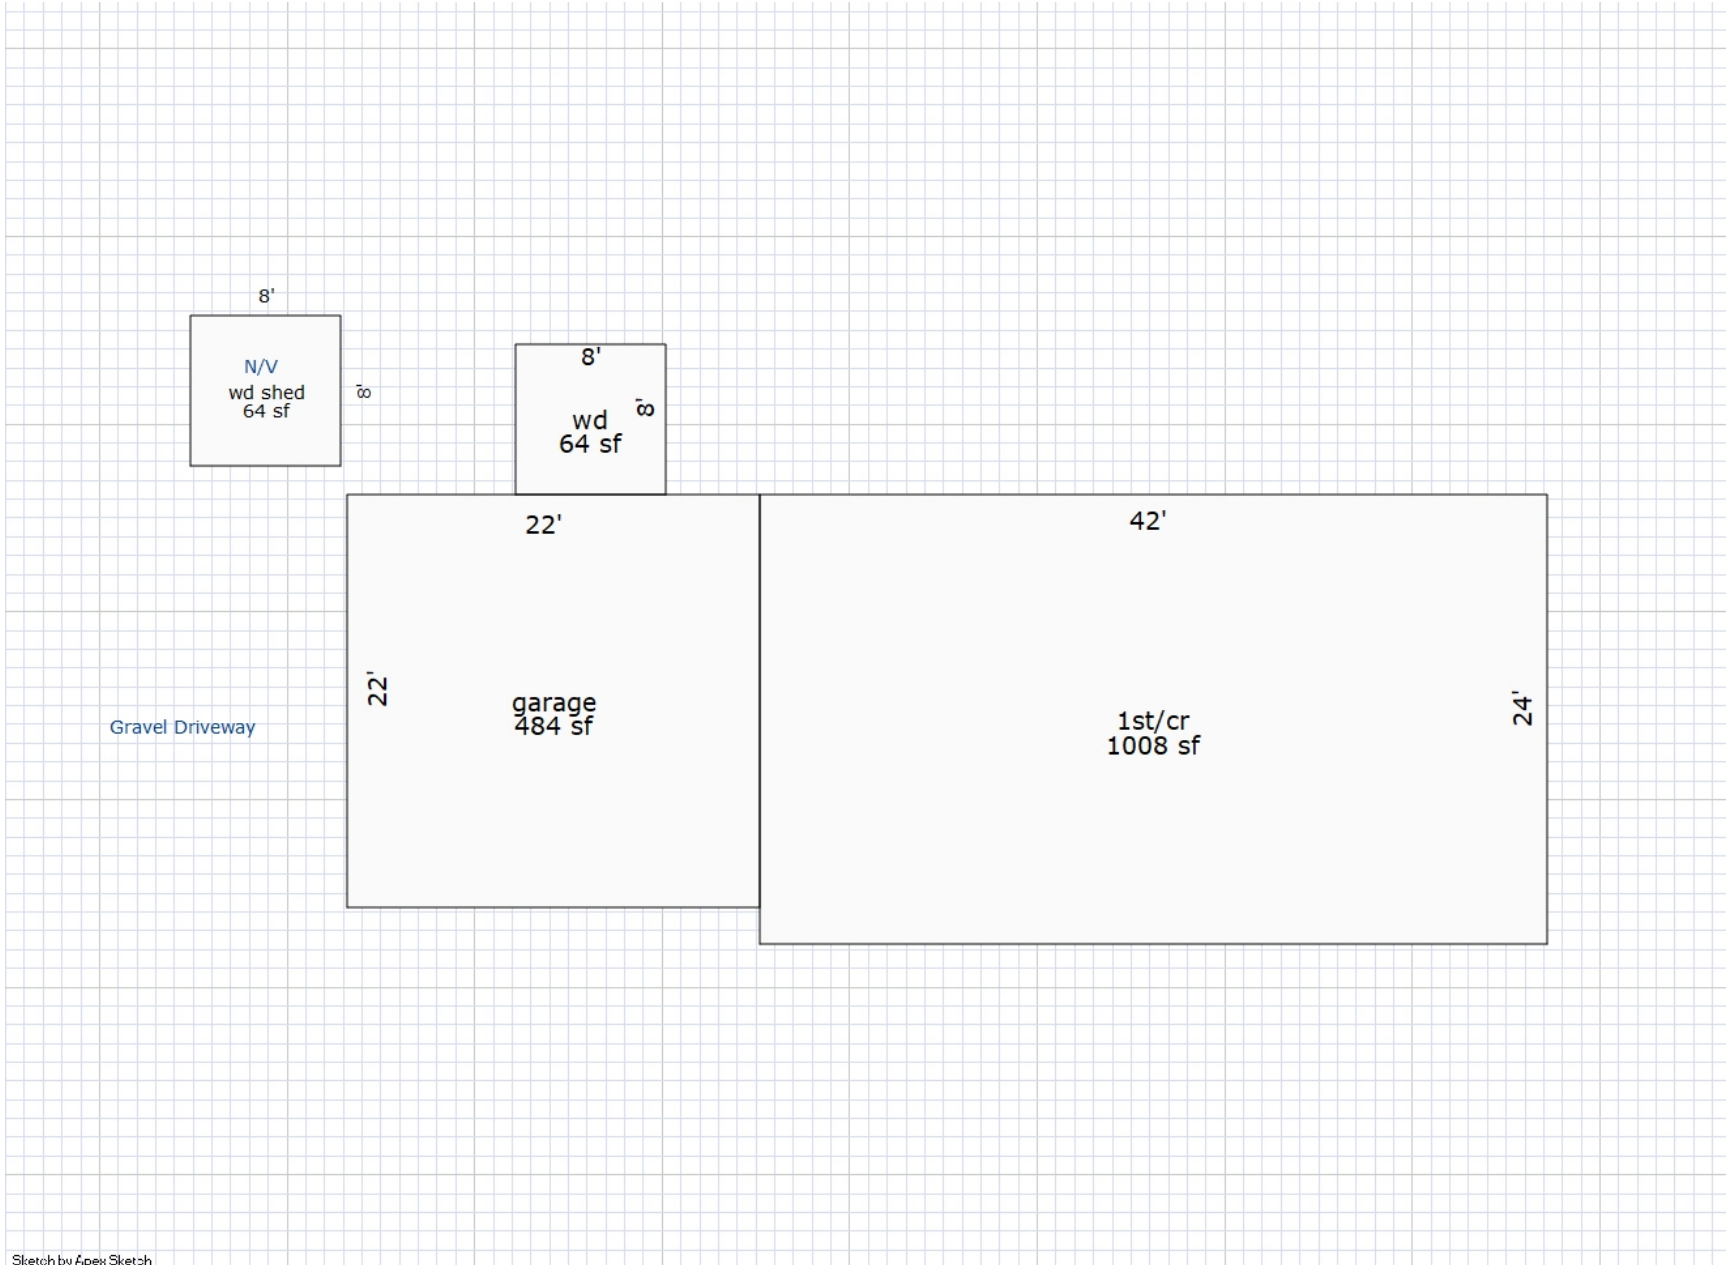 8'
N/V
wd shed
64 sf
8'
8'
8'
wd
64 sf
22'
22'
garage
484 sf
42'
24'
1st/cr
1008 sf
Gravel Driveway
Sketch by Apex Sketch